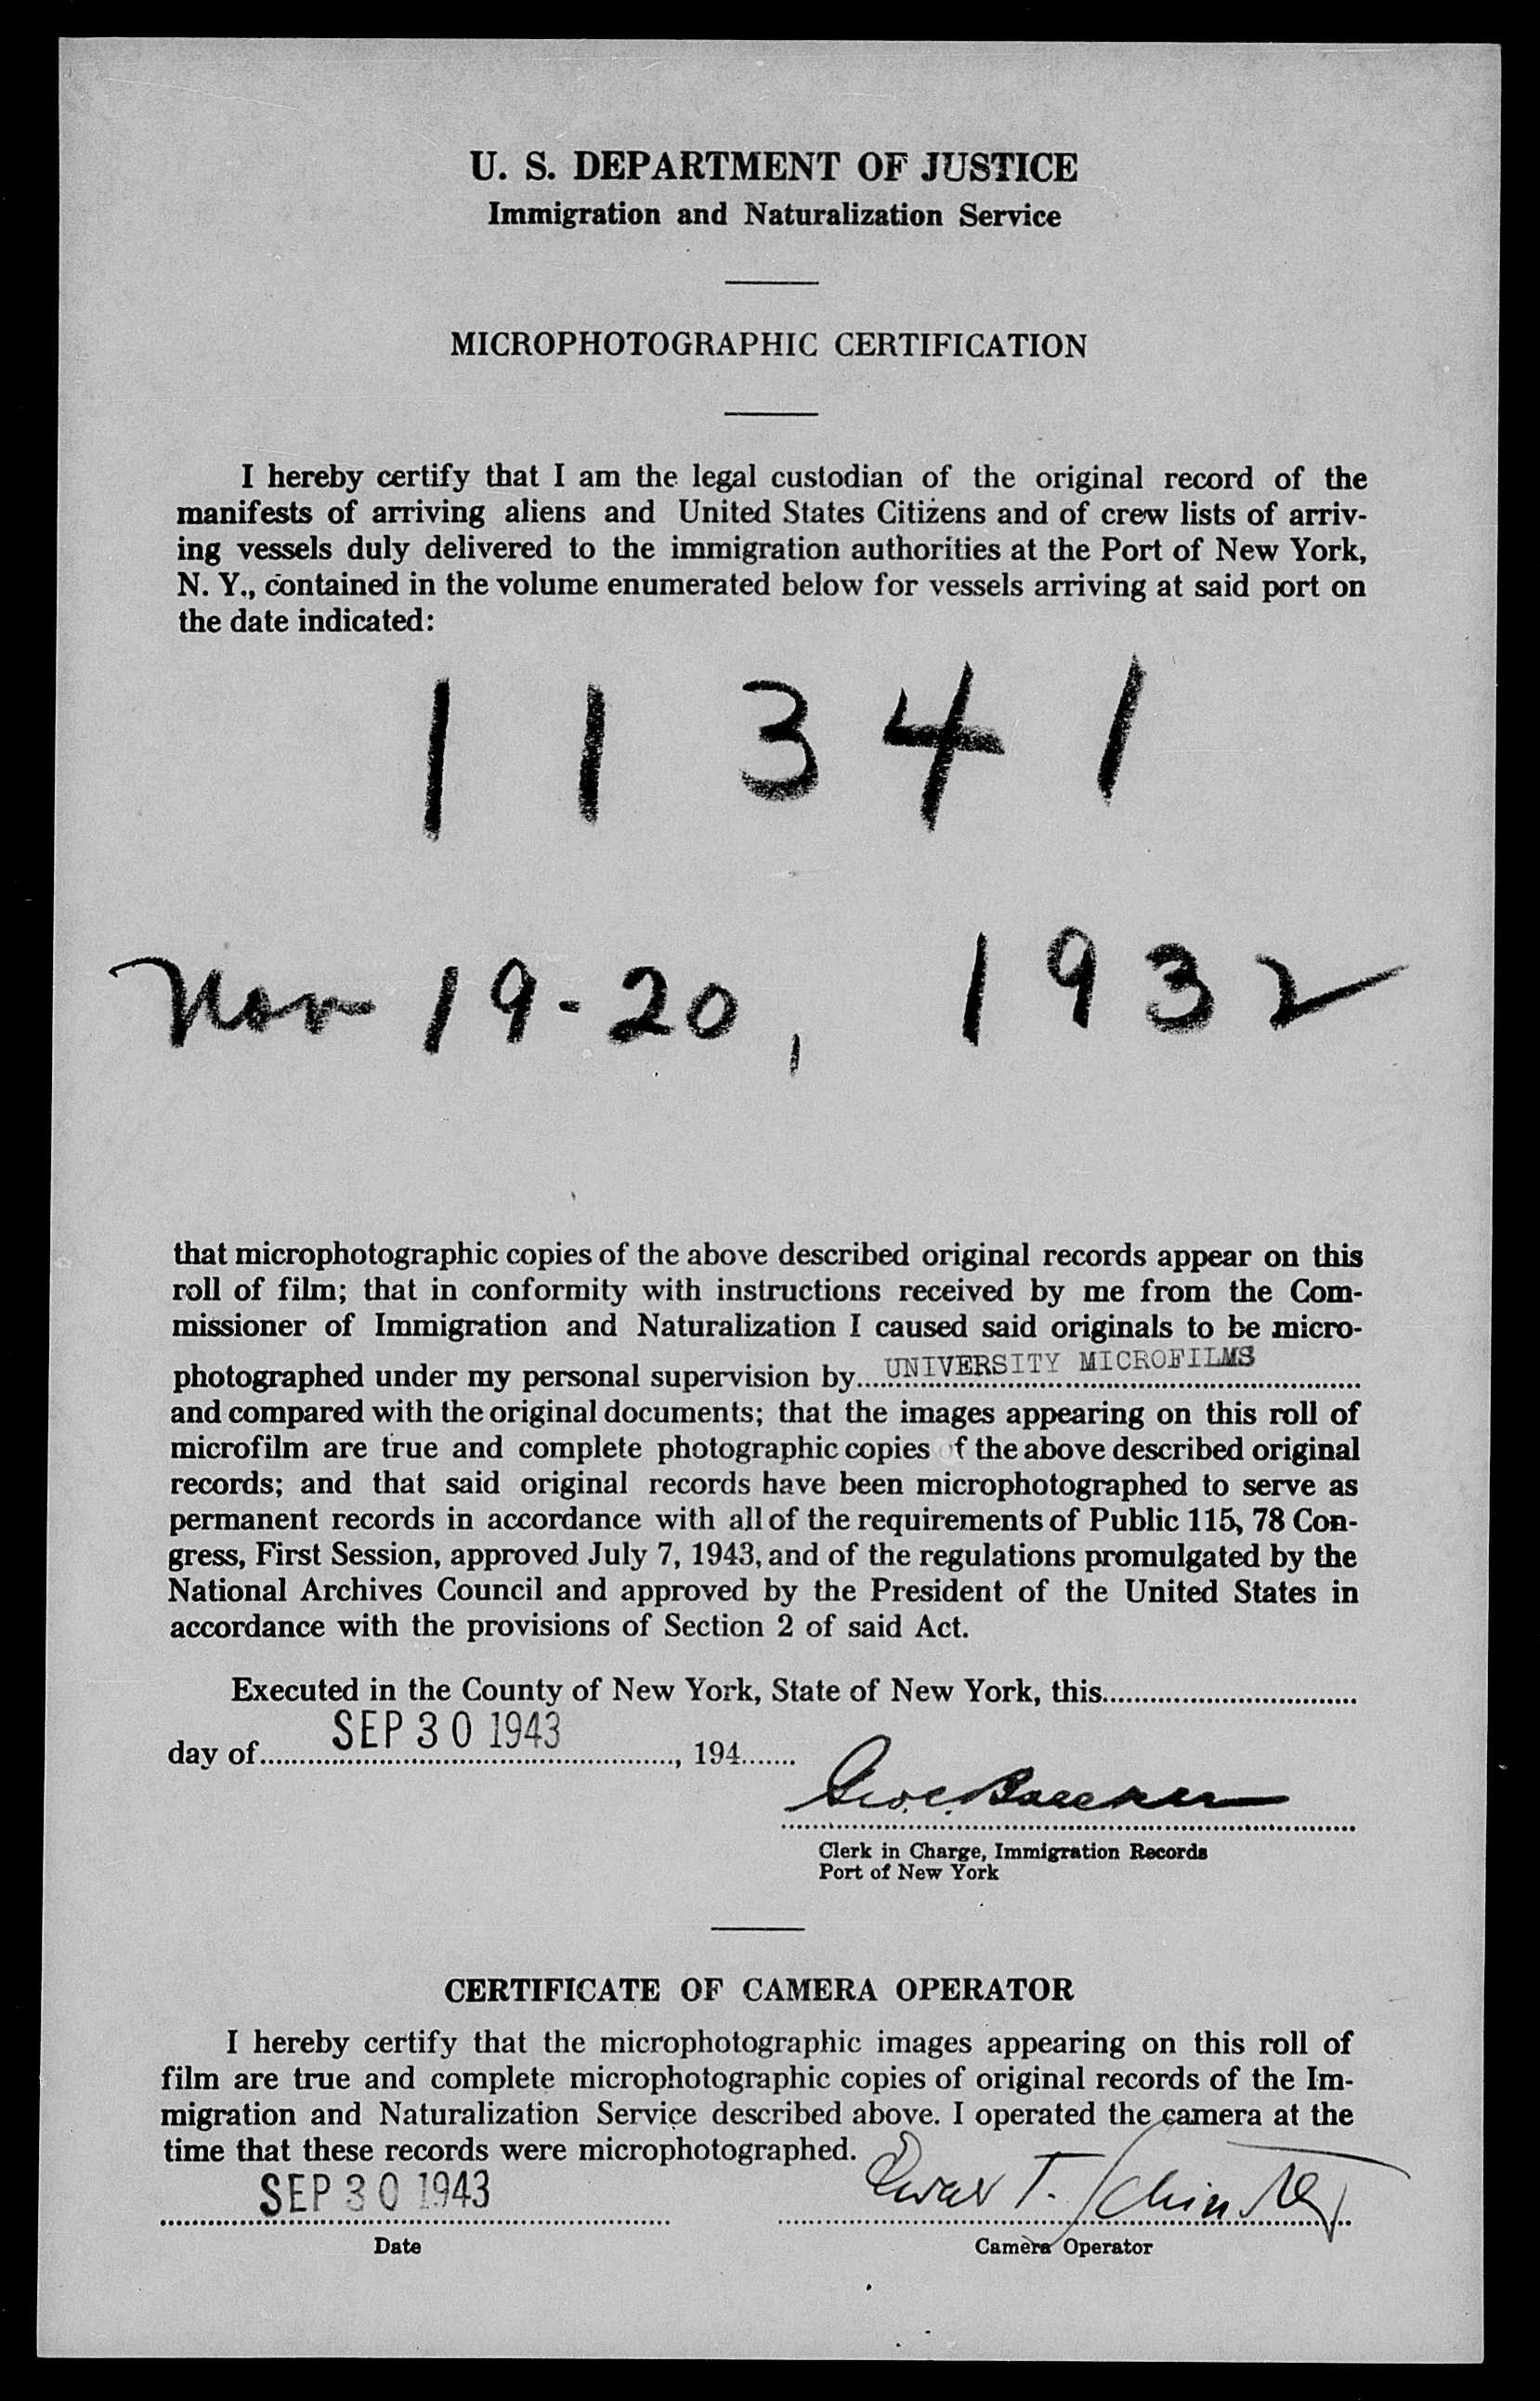 U. S. DEPARTMENT OF JUSTICE
Immigration and Naturalization Service
MICROPHOTOGRAPHIC CERTIFICATION
I hereby certify that I am the legal custodian of the original record of the
manifests of arriving aliens and United States Citizens and of crew lists of arriv-
ing vessels duly delivered to the immigration authorities at the Port of New York,
N. Y., contained in the volume enumerated below for vessels arriving at said port on
the date indicated:
11341
Nov 19-20, 1932
that microphotographic copies of the above described original records appear on this
roll of film; that in conformity with instructions received by me from the Com-
missioner of Immigration and Naturalization I caused said originals to be micro-
photographed under my personal supervision by UNIVERSITY MICROFILMS
and compared with the original documents; that the images appearing on this roll of
microfilm are true and complete photographic copies of the above described original
records; and that said original records have been microphotographed to serve as
permanent records in accordance with all of the requirements of Public 115, 78 Con-
gress, First Session, approved July 7, 1943, and of the regulations promulgated by the
National Archives Council and approved by the President of the United States in
accordance with the provisions of Section 2 of said Act.
Executed in the County of New York, State of New York, this
day of SEP 30 1943, 194
Clerk in Charge, Immigration Records
Port of New York
CERTIFICATE OF CAMERA OPERATOR
I hereby certify that the microphotographic images appearing on this roll of
film are true and complete microphotographic copies of original records of the Im-
migration and Naturalization Service described above. I operated the camera at the
time that these records were microphotographed.
SEP 30 1943
T.
Date
Camera Operator